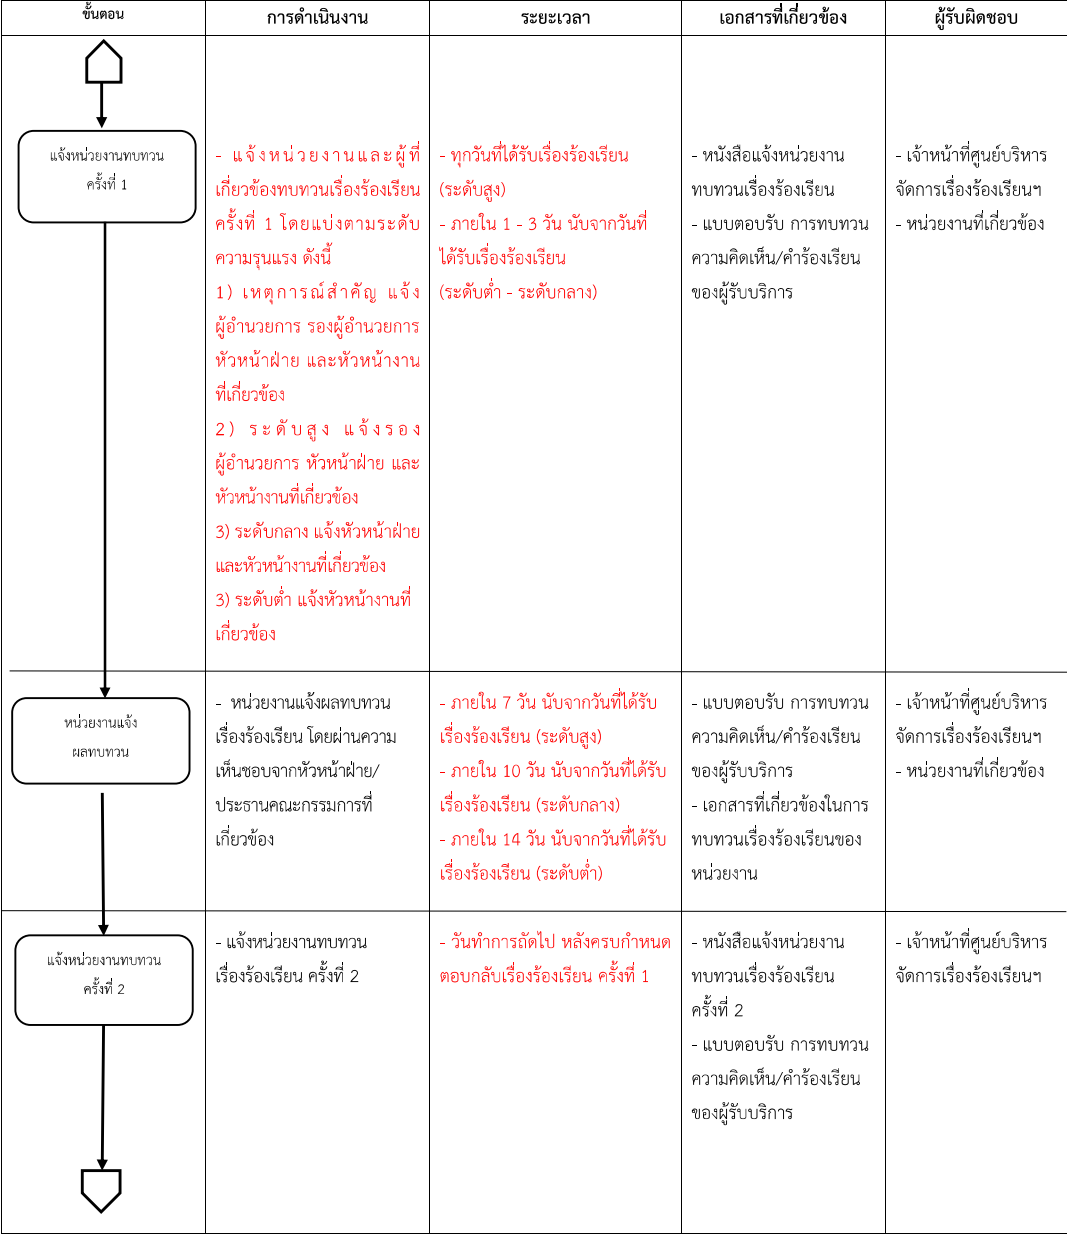 ขั้นตอน
การดำเนินงาน
ระยะเวลา
เอกสารที่เกี่ยวข้อง
ผู้รับผิดชอบ
แจ้งหน่วยงานทบทวน
ครั้งที่ 1
- แจ้งหน่วยงานและผู้ที่
เกี่ยวข้องทบทวนเรื่องร้องเรียน
ครั้งที่ 1 โดยแบ่งตามระดับ
ความรุนแรง ดังนี้
1) เหตุการณ์สำคัญ แจ้ง
ผู้อำนวยการ รองผู้อำนวยการ
หัวหน้าฝ่าย และหัวหน้างาน
ที่เกี่ยวข้อง
2) ระดับสูง แจ้งรอง
ผู้อำนวยการ หัวหน้าฝ่าย และ
หัวหน้างานที่เกี่ยวข้อง
3) ระดับกลาง แจ้งหัวหน้าฝ่าย
และหัวหน้างานที่เกี่ยวข้อง
3) ระดับต่ำ แจ้งหัวหน้างานที่
เกี่ยวข้อง
- ทุกวันที่ได้รับเรื่องร้องเรียน
(ระดับสูง)
- ภายใน 1 - 3 วัน นับจากวันที่
ได้รับเรื่องร้องเรียน
(ระดับต่ำ - ระดับกลาง)
- หนังสือแจ้งหน่วยงาน
ทบทวนเรื่องร้องเรียน
- แบบตอบรับ การทบทวน
ความคิดเห็น/คำร้องเรียน
ของผู้รับบริการ
- เจ้าหน้าที่ศูนย์บริหาร
จัดการเรื่องร้องเรียนฯ
- หน่วยงานที่เกี่ยวข้อง
หน่วยงานแจ้ง
ผลทบทวน
- หน่วยงานแจ้งผลทบทวน
เรื่องร้องเรียน โดยผ่านความ
เห็นชอบจากหัวหน้าฝ่าย/
ประธานคณะกรรมการที่
เกี่ยวข้อง
- ภายใน 7 วัน นับจากวันที่ได้รับ
เรื่องร้องเรียน (ระดับสูง)
- ภายใน 10 วัน นับจากวันที่ได้รับ
เรื่องร้องเรียน (ระดับกลาง)
- ภายใน 14 วัน นับจากวันที่ได้รับ
เรื่องร้องเรียน (ระดับต่ำ)
- แบบตอบรับ การทบทวน
ความคิดเห็น/คำร้องเรียน
ของผู้รับบริการ
- เอกสารที่เกี่ยวข้องในการ
ทบทวนเรื่องร้องเรียนของ
หน่วยงาน
- เจ้าหน้าที่ศูนย์บริหาร
จัดการเรื่องร้องเรียนฯ
- หน่วยงานที่เกี่ยวข้อง
แจ้งหน่วยงานทบทวน
ครั้งที่ 2
- แจ้งหน่วยงานทบทวน
เรื่องร้องเรียน ครั้งที่ 2
- วันทำการถัดไป หลังครบกำหนด
ตอบกลับเรื่องร้องเรียน ครั้งที่ 1
- หนังสือแจ้งหน่วยงาน
ทบทวนเรื่องร้องเรียน
ครั้งที่ 2
- แบบตอบรับ การทบทวน
ความคิดเห็น/คำร้องเรียน
ของผู้รับบริการ
- เจ้าหน้าที่ศูนย์บริหาร
จัดการเรื่องร้องเรียนฯ